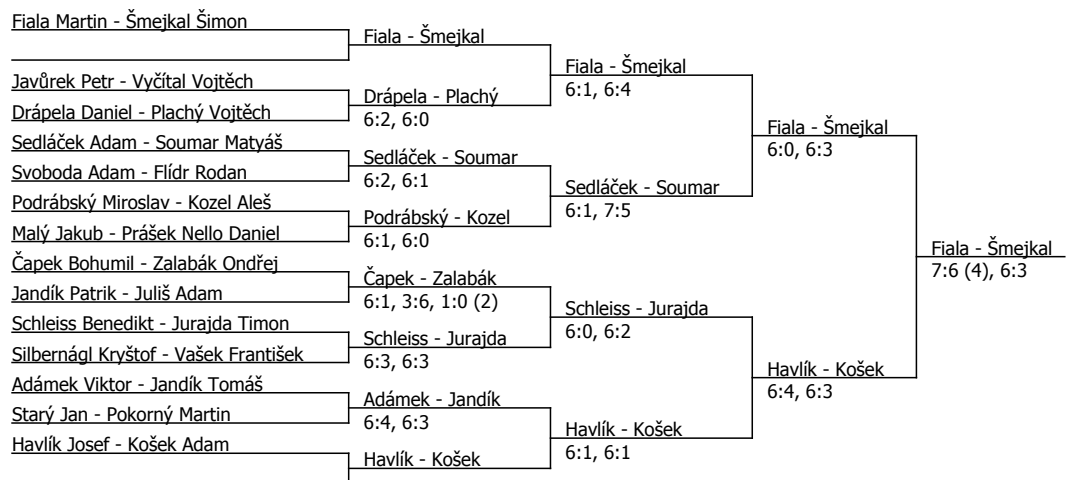 Fiala Martin - Šmejkal Šimon
Javůrek Petr - Vyčítal Vojtěch
Drápela Daniel - Plachý Vojtěch
Sedláček Adam - Soumar Matyáš
Svoboda Adam - Flídr Rodan
Podrábský Miroslav - Kozel Aleš
Malý Jakub - Prášek Nello Daniel
Čapek Bohumil - Zalabák Ondřej
Jandík Patrik - Juliš Adam
Schleiss Benedikt - Jurajda Timon
Silbernágl Kryštof - Vašek František
Adámek Viktor - Jandík Tomáš
Starý Jan - Pokorný Martin
Havlík Josef - Košek Adam
Fiala - Šmejkal
Drápela - Plachý
6:2, 6:0
Sedláček - Soumar
6:2, 6:1
Podrábský - Kozel
6:1, 6:0
Čapek - Zalabák
6:1, 3:6, 1:0 (2)
Schleiss - Jurajda
6:3, 6:3
Adámek - Jandík
6:4, 6:3
Havlík - Košek
Fiala - Šmejkal
6:1, 6:4
Sedláček - Soumar
6:1, 7:5
Schleiss - Jurajda
6:0, 6:2
Havlík - Košek
6:1, 6:1
Fiala - Šmejkal
6:0, 6:3
Havlík - Košek
6:4, 6:3
Fiala - Šmejkal
7:6 (4), 6:3